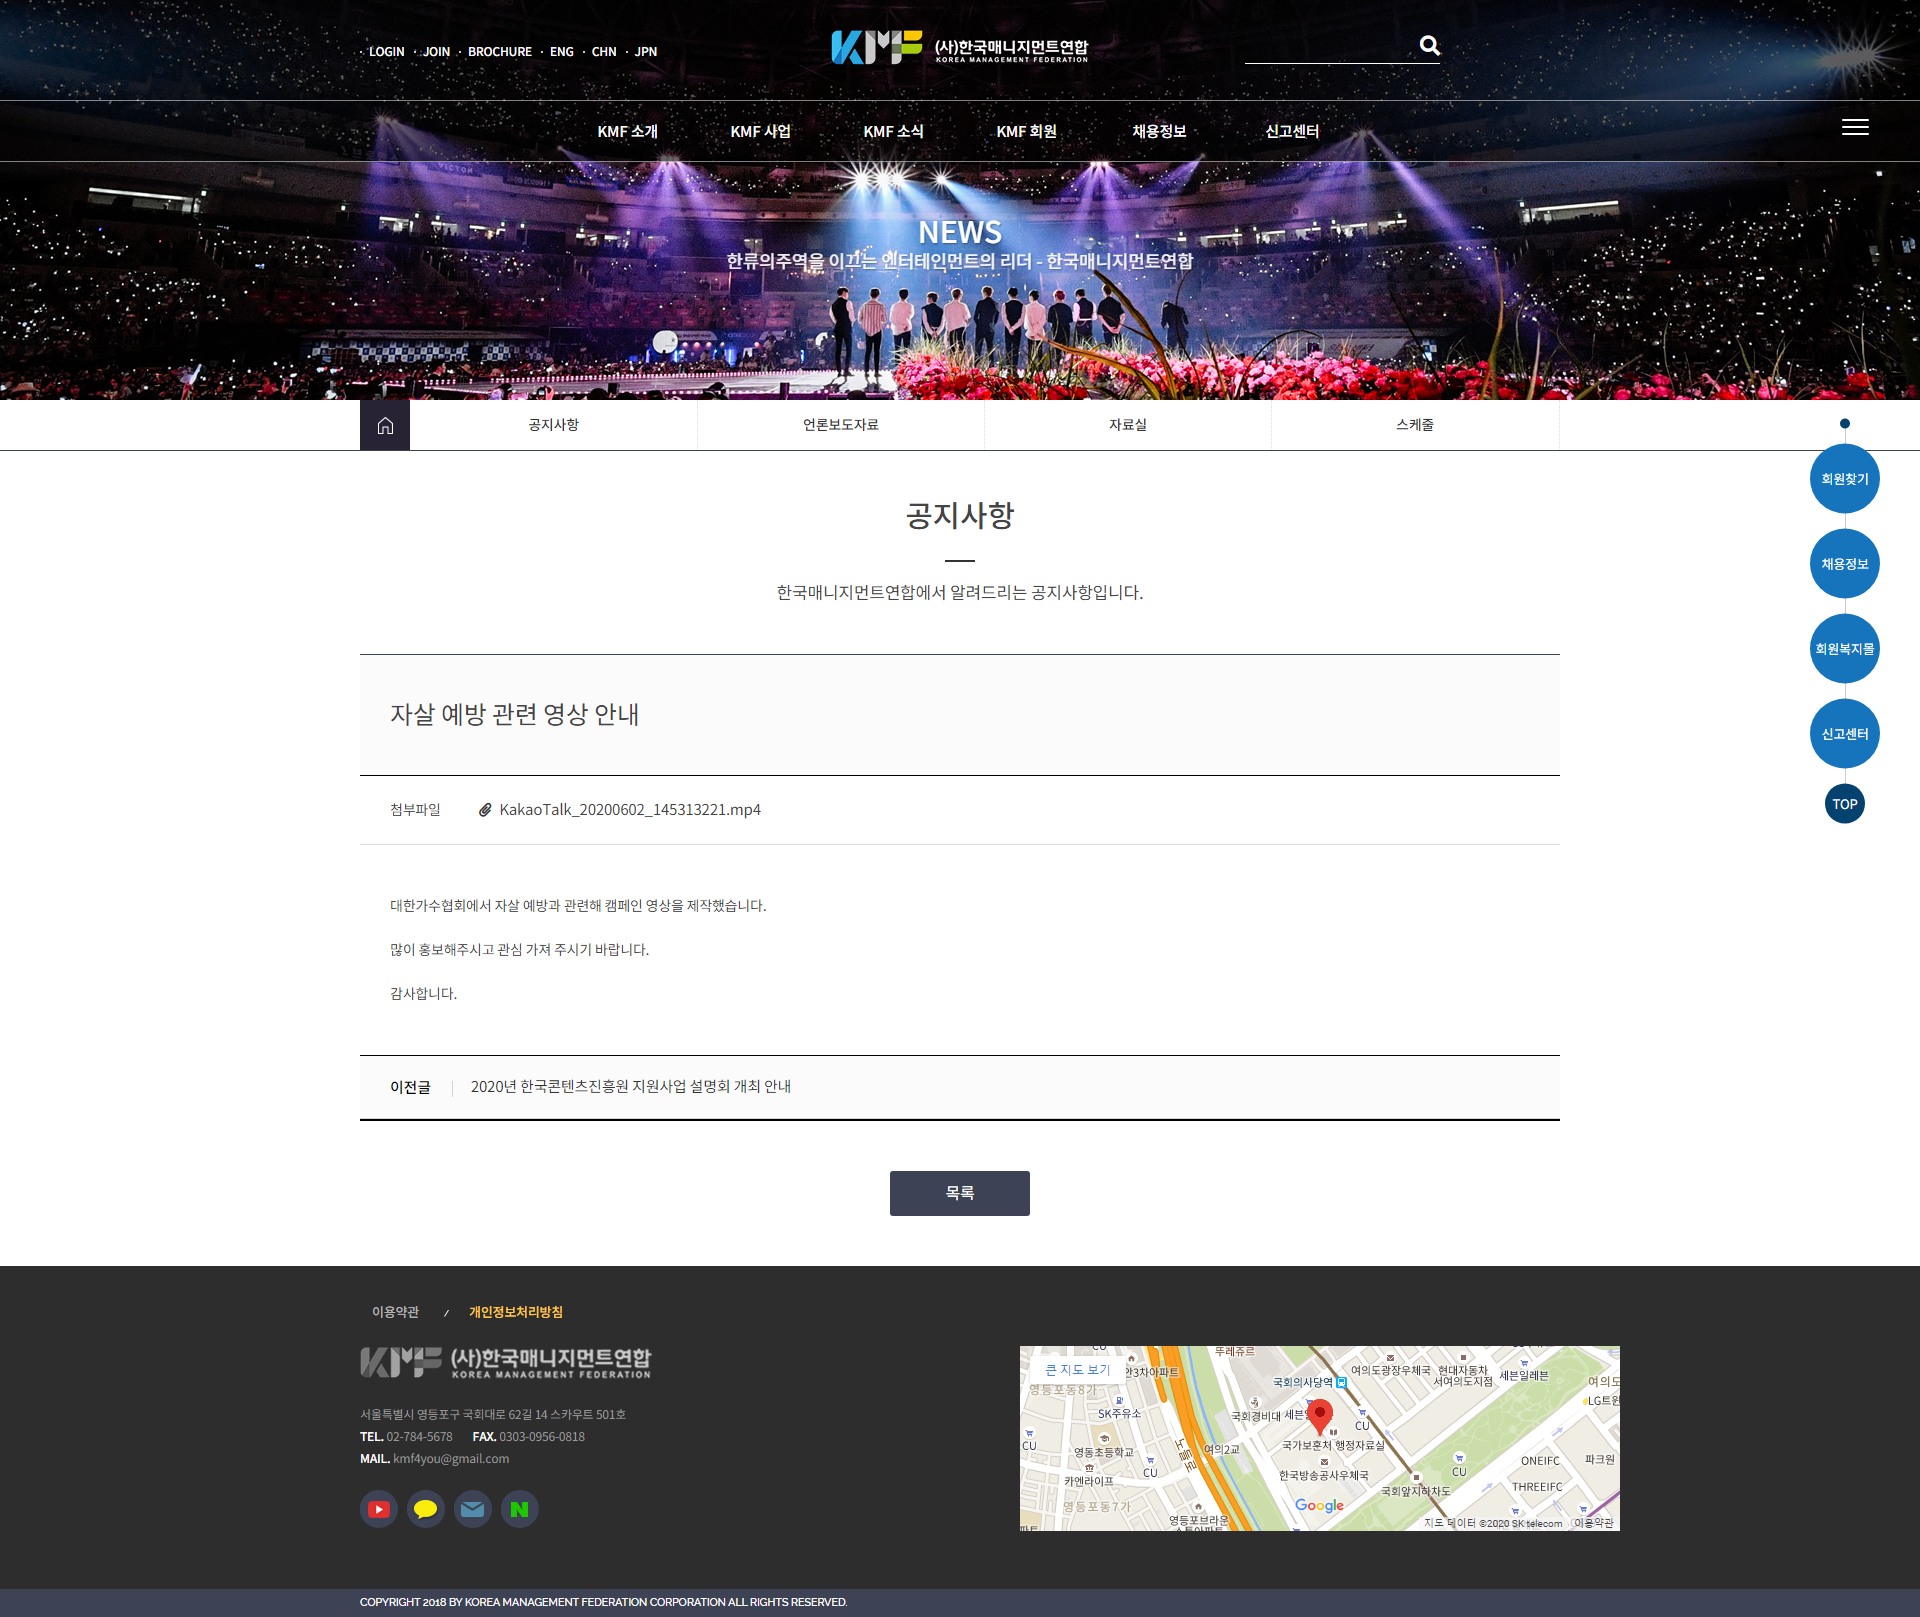 LOGIN JOIN BROCHURE ENG CHN JPN
KMF (사)한국매니지먼트연합
KOREA MANAGEMENT FEDERATION
KMF 소개 KMF 사업 KMF 소식 KMF 회원 채용정보 신고센터
NEWS
한류의주역을 이끄는 엔터테인먼트의 리더 - 한국매니지먼트연합
공지사항 언론보도자료 자료실 스케줄
회원찾기
채용정보
회원복지몰
신고센터
TOP
공지사항
한국매니지먼트연합에서 알려드리는 공지사항입니다.
자살 예방 관련 영상 안내
첨부파일 KakaoTalk_20200602_145313221.mp4
대한가수협회에서 자살 예방과 관련해 캠페인 영상을 제작했습니다.
많이 홍보해주시고 관심 가져 주시기 바랍니다.
감사합니다.
이전글 2020년 한국콘텐츠진흥원 지원사업 설명회 개최 안내
목록
이용약관 / 개인정보처리방침
KMF (사)한국매니지먼트연합
KOREA MANAGEMENT FEDERATION
서울특별시 영등포구 국회대로 62길 14 스카우트 501호
TEL. 02-784-5678 FAX. 0303-0956-0818
MAIL. kmf4you@gmail.com
N
뚜레쥬르
큰 지도 보기
안3차아파트
여의도광장우체국
현대자동차
서여의도지점
세븐일레븐
국회의사당역
영등포동8가
SK주유소
국회경비대
CU
LG트윈
국가보훈처 행정자료실
CU
영동초등학교
여의2교
노들로
CU
카엔라이프
한국방송공사우체국
CU
ONEIFC
파크원
THREEIFC
국회앞지하차도
영등포동7가
Google
영등포브라운
지도 데이터 ©2020 SK telecom 이용약관
COPYRIGHT 2018 BY KOREA MANAGEMENT FEDERATION CORPORATION ALL RIGHTS RESERVED.